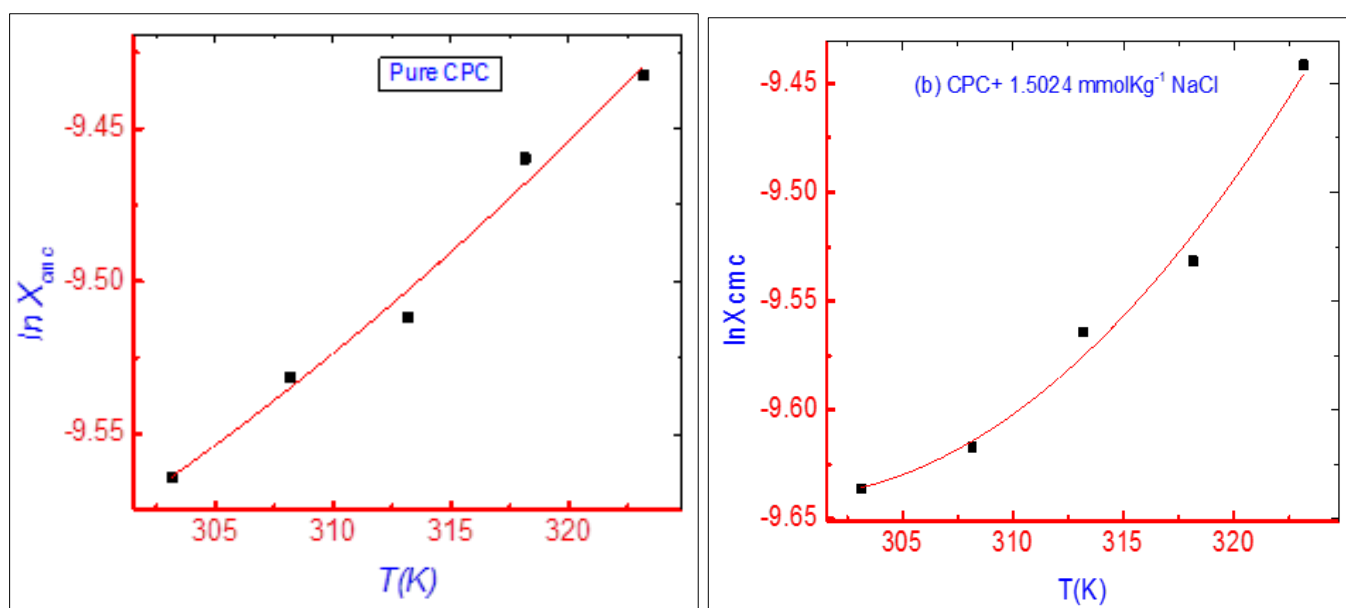 Pure CPC
-9.45
-9.50
-9.55
ln X cmc
305 310 315 320
T(K)
(b) CPC+ 1.5024 mmolKg⁻¹ NaCl
-9.45
-9.50
-9.55
-9.60
-9.65
lnXcmc
305 310 315 320
T(K)